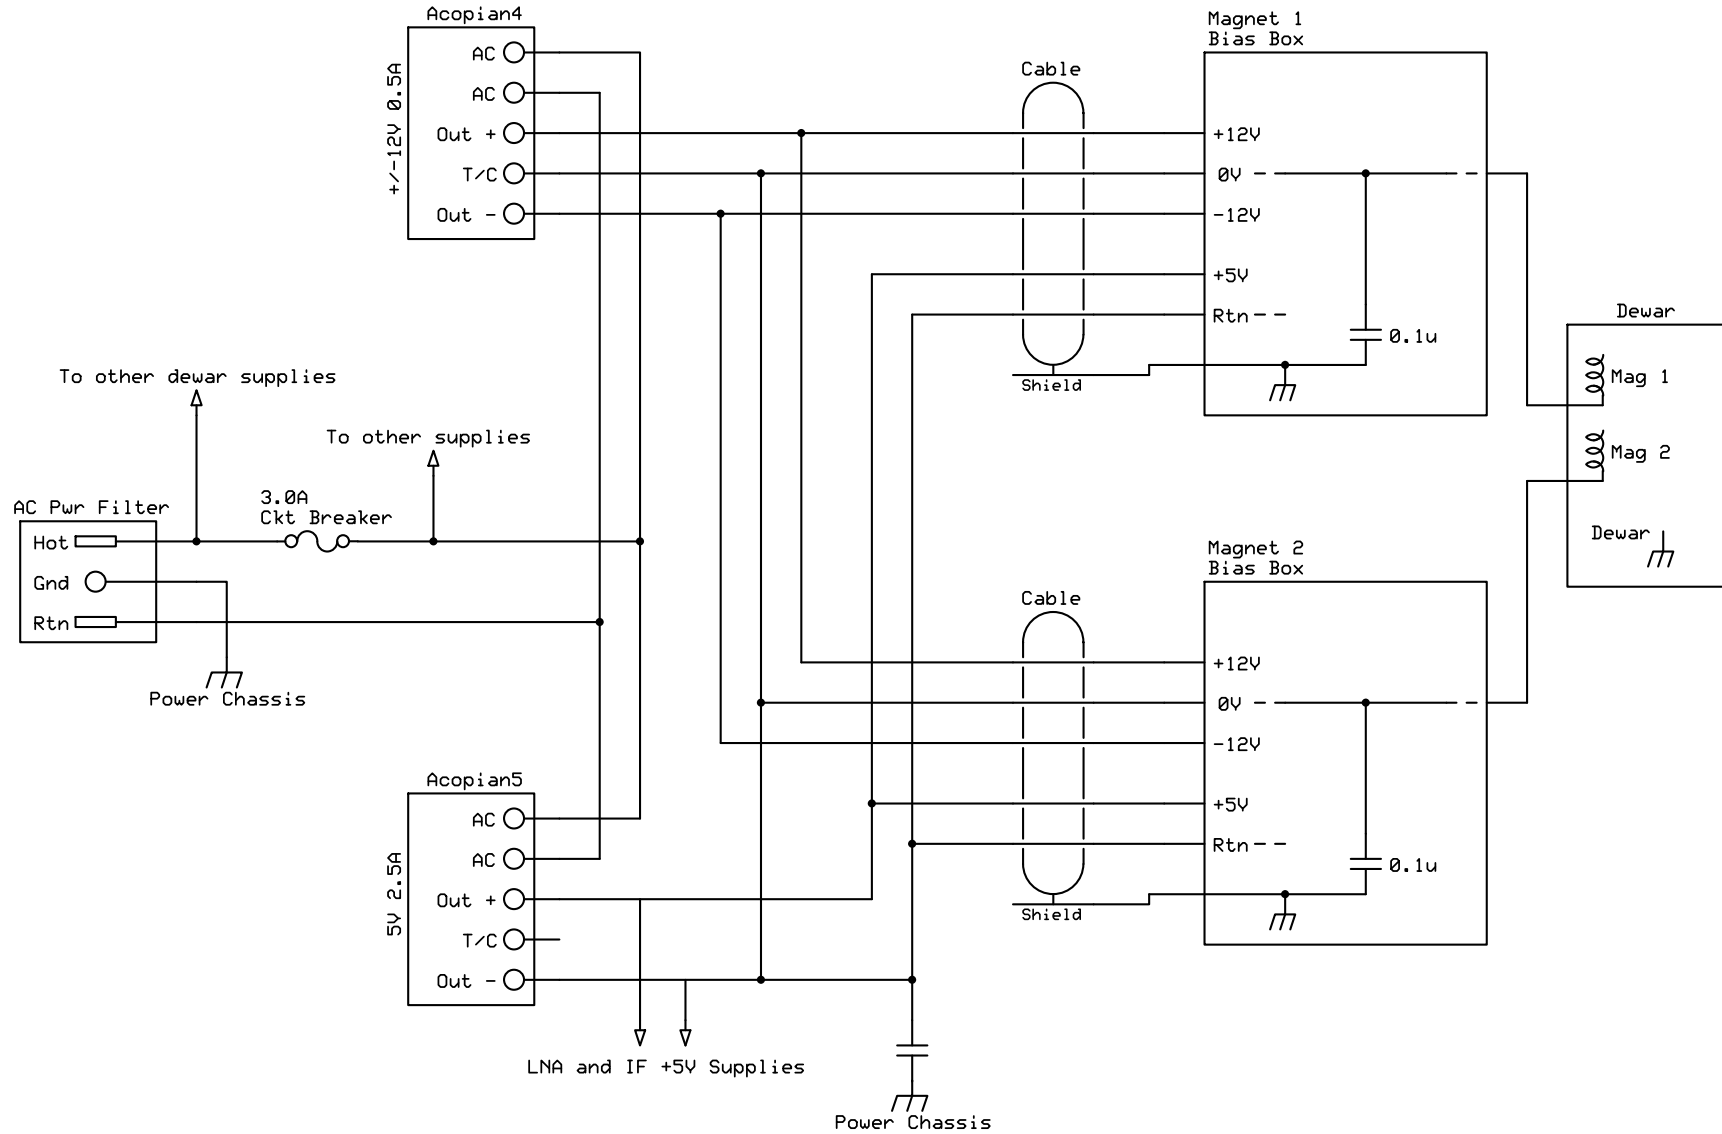 Acopian4
+/-12V 0.5A
AC
AC
Out +
T/C
Out -
Cable
Shield
Magnet 1
Bias Box
+12V
0V
-12V
+5V
Rtn
0.1u
Dewar
Mag 1
Mag 2
Dewar
To other dewar supplies
To other supplies
AC Pwr Filter
Hot
Gnd
Rtn
3.0A
Ckt Breaker
Power Chassis
Magnet 2
Bias Box
Cable
Shield
+12V
0V
-12V
+5V
Rtn
0.1u
Acopian5
5V 2.5A
AC
AC
Out +
T/C
Out -
LNA and IF +5V Supplies
Power Chassis